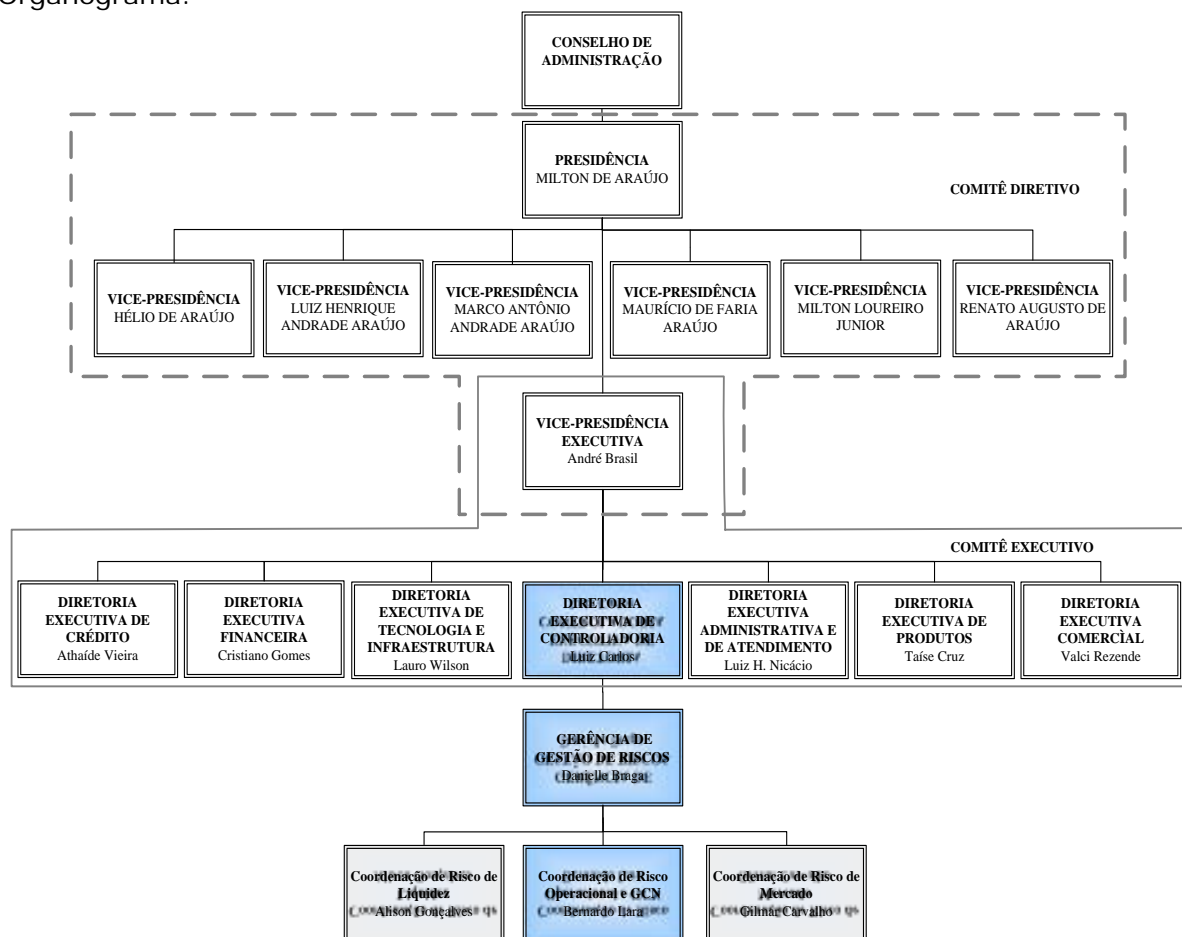 Organograma:
CONSELHO DE
ADMINISTRAÇÃO
PRESIDÊNCIA
MILTON DE ARAÚJO
COMITÊ DIRETIVO
VICE-PRESIDÊNCIA
HÉLIO DE ARAÚJO
VICE-PRESIDÊNCIA
LUIZ HENRIQUE
ANDRADE ARAÚJO
VICE-PRESIDÊNCIA
MARCO ANTÔNIO
ANDRADE ARAÚJO
VICE-PRESIDÊNCIA
MAURÍCIO DE FARIA
ARAÚJO
VICE-PRESIDÊNCIA
MILTON LOUREIRO
JUNIOR
VICE-PRESIDÊNCIA
RENATO AUGUSTO DE
ARAÚJO
VICE-PRESIDÊNCIA
EXECUTIVA
André Brasil
COMITÊ EXECUTIVO
DIRETORIA
EXECUTIVA DE
CRÉDITO
Athaíde Vieira
DIRETORIA
EXECUTIVA
FINANCEIRA
Cristiano Gomes
DIRETORIA
EXECUTIVA DE
TECNOLOGIA E
INFRAESTRUTURA
Lauro Wilson
DIRETORIA
EXECUTIVA DE
CONTROLADORIA
Luiz Carlos
DIRETORIA
EXECUTIVA
ADMINISTRATIVA E
DE ATENDIMENTO
Luiz H. Nicácio
DIRETORIA
EXECUTIVA DE
PRODUTOS
Taíse Cruz
DIRETORIA
EXECUTIVA
COMERCÌAL
Valci Rezende
GERÊNCIA DE
GESTÃO DE RISCOS
Danielle Braga
Coordenação de Risco de
Liquidez
Alison Gonçalves
Coordenação de Risco
Operacional e GCN
Bernardo Lara
Coordenação de Risco de
Mercado
Gilmar Carvalho